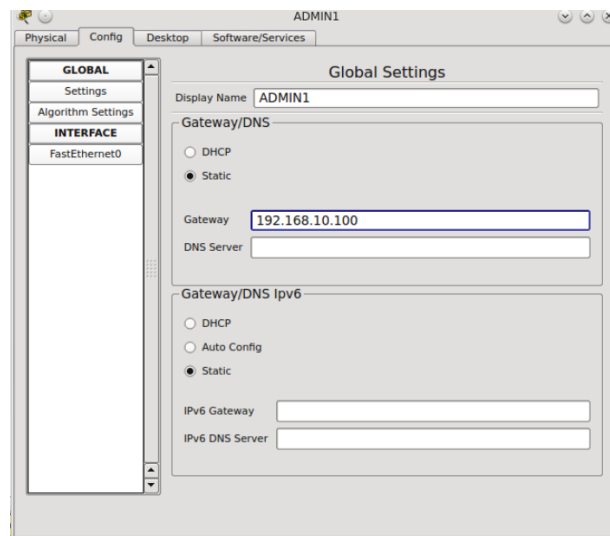 ADMIN1
Physical Config Desktop Software/Services
GLOBAL
Settings
Algorithm Settings
INTERFACE
FastEthernet0
Global Settings
Display Name ADMIN1
Gateway/DNS
DHCP
Static
Gateway 192.168.10.100
DNS Server
Gateway/DNS Ipv6
DHCP
Auto Config
Static
IPv6 Gateway
IPv6 DNS Server